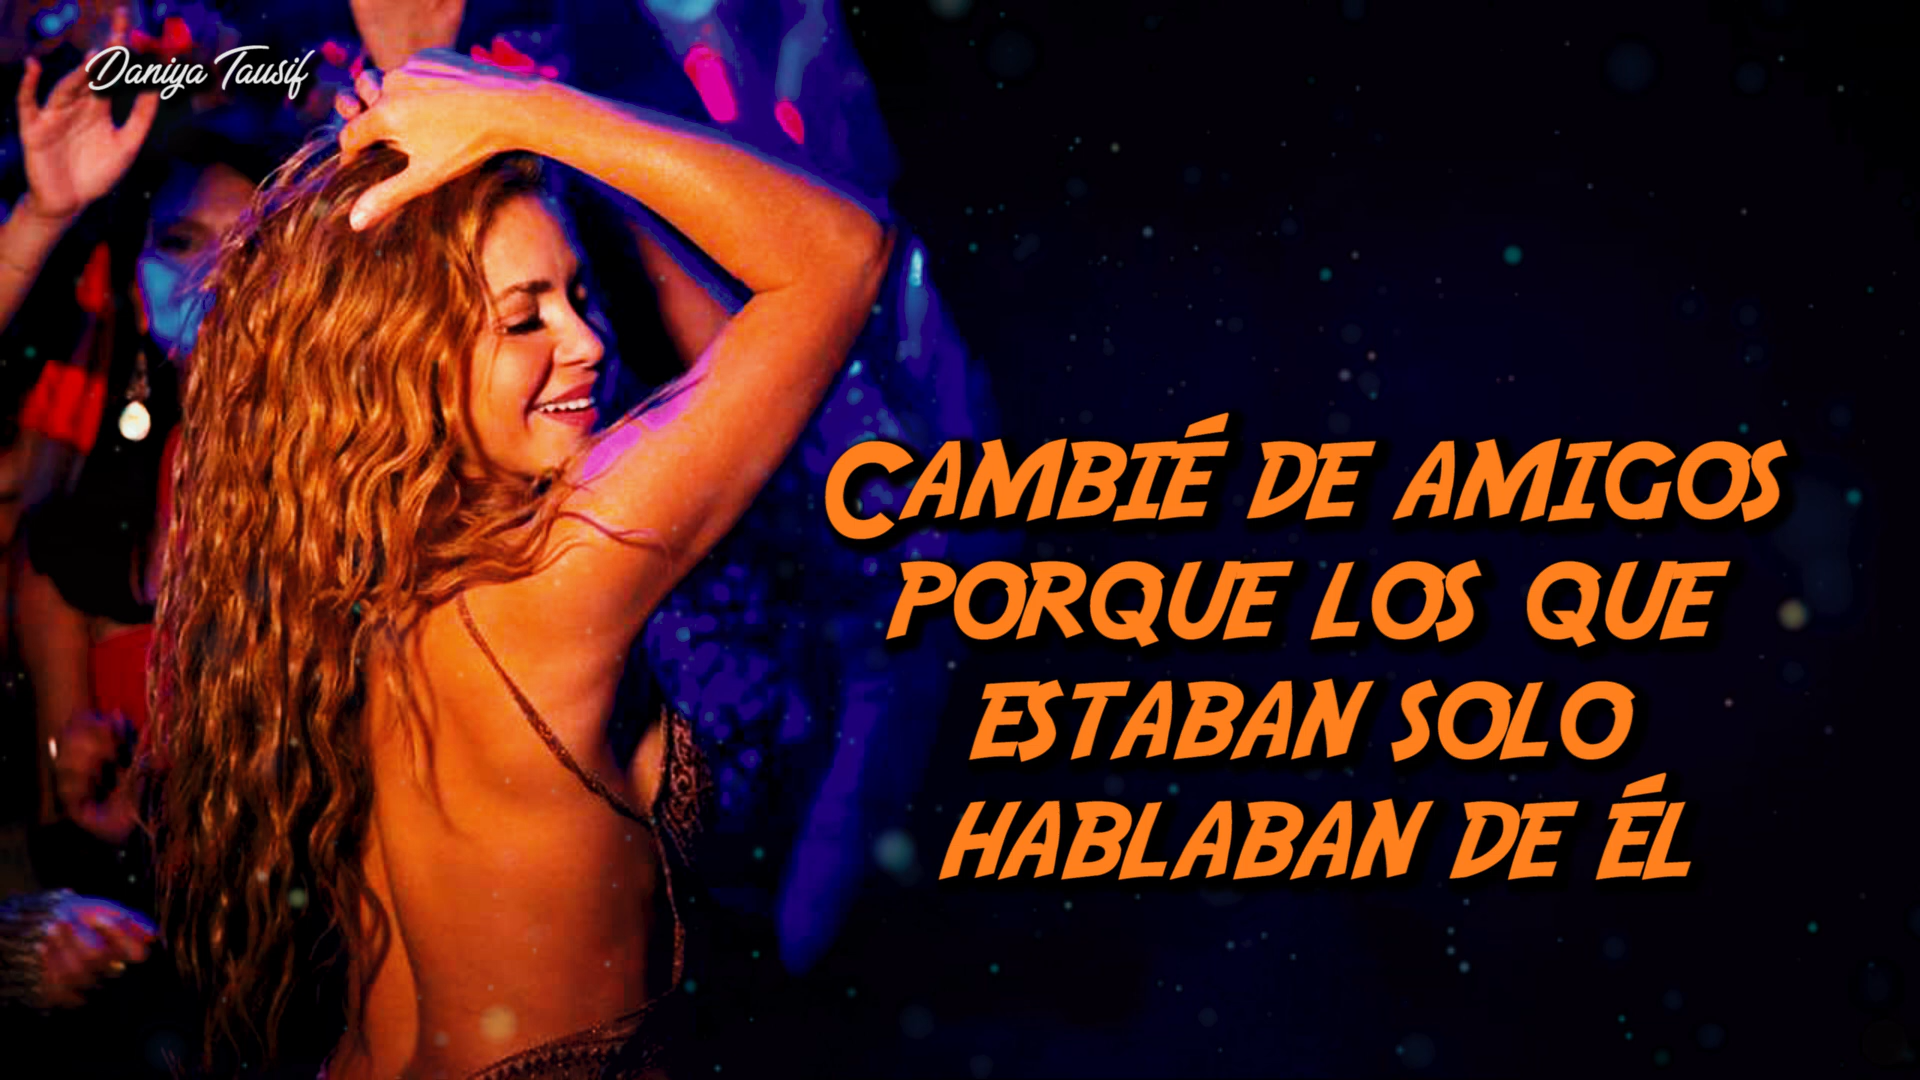 Daniya Tausif
Cambié de amigos
porque los que
estaban solo
hablaban de él